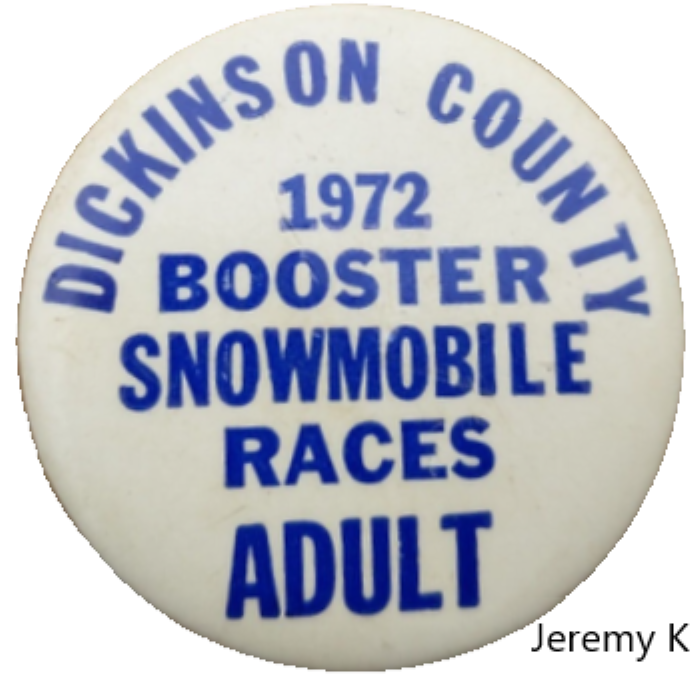 DICKINSON COUNTY
1972
BOOSTER
SNOWMOBILE
RACES
ADULT
Jeremy K